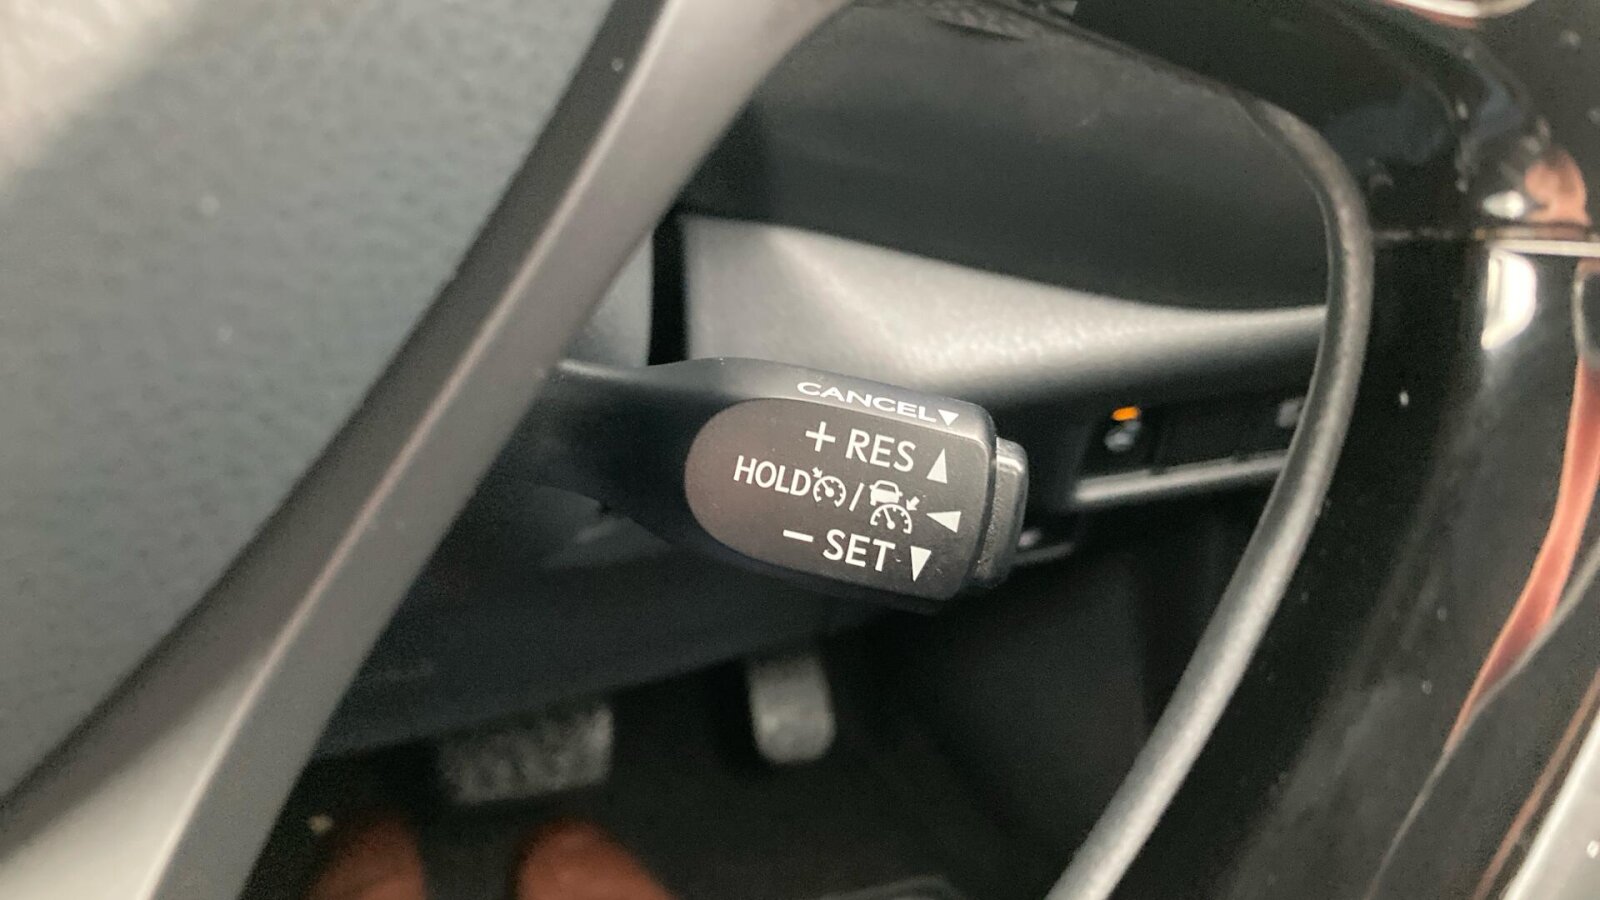 CANCEL▼
+ RES ▲
HOLD / ◀
− SET ▼